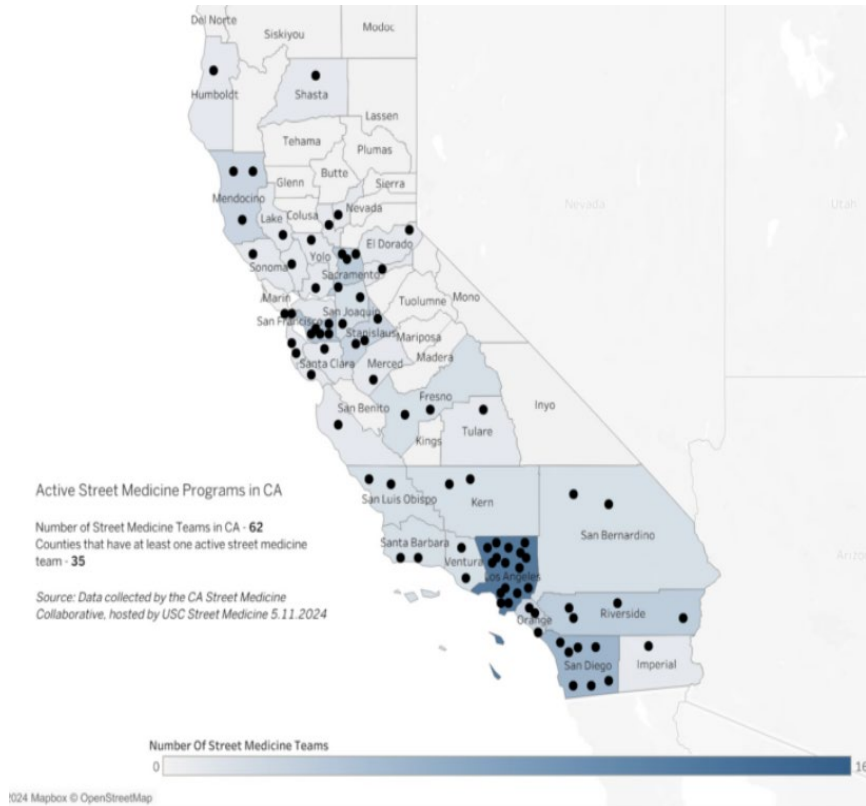 Del Norte
Siskiyou
Modoc
Humboldt
Shasta
Lassen
Tehama
Plumas
Butte
Glenn
Sierra
Mendocino
Nevada
Lake
Colusa
Nevada
Utah
El Dorado
Yolo
Sonoma
Sacramento
Marin
Tuolumne
Mono
San Joaquin
San Francisco
Stanislaus
Mariposa
Santa Clara
Merced
Madera
Fresno
San Benito
Inyo
Tulare
Kings
Active Street Medicine Programs in CA
San Luis Obispo
Kern
Number of Street Medicine Teams in CA - 62
Counties that have at least one active street medicine
team - 35
San Bernardino
Santa Barbara
Ventura
Los Angeles
Source: Data collected by the CA Street Medicine
Collaborative, hosted by USC Street Medicine 5.11.2024
Orange
Riverside
San Diego
Imperial
Number Of Street Medicine Teams
0
16
2024 Mapbox © OpenStreetMap